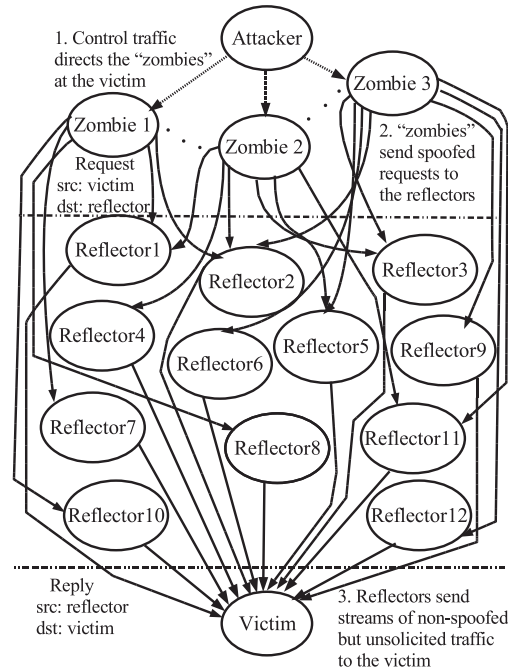 Attacker
1. Control traffic
directs the “zombies”
at the victim
Zombie 3
Zombie 1
Zombie 2
2. “zombies”
send spoofed
requests to
the reflectors
Request
src: victim
dst: reflector
Reflector1
Reflector2
Reflector3
Reflector4
Reflector6
Reflector5
Reflector9
Reflector7
Reflector8
Reflector11
Reflector10
Reflector12
Reply
src: reflector
dst: victim
Victim
3. Reflectors send
streams of non-spoofed
but unsolicited traffic
to the victim